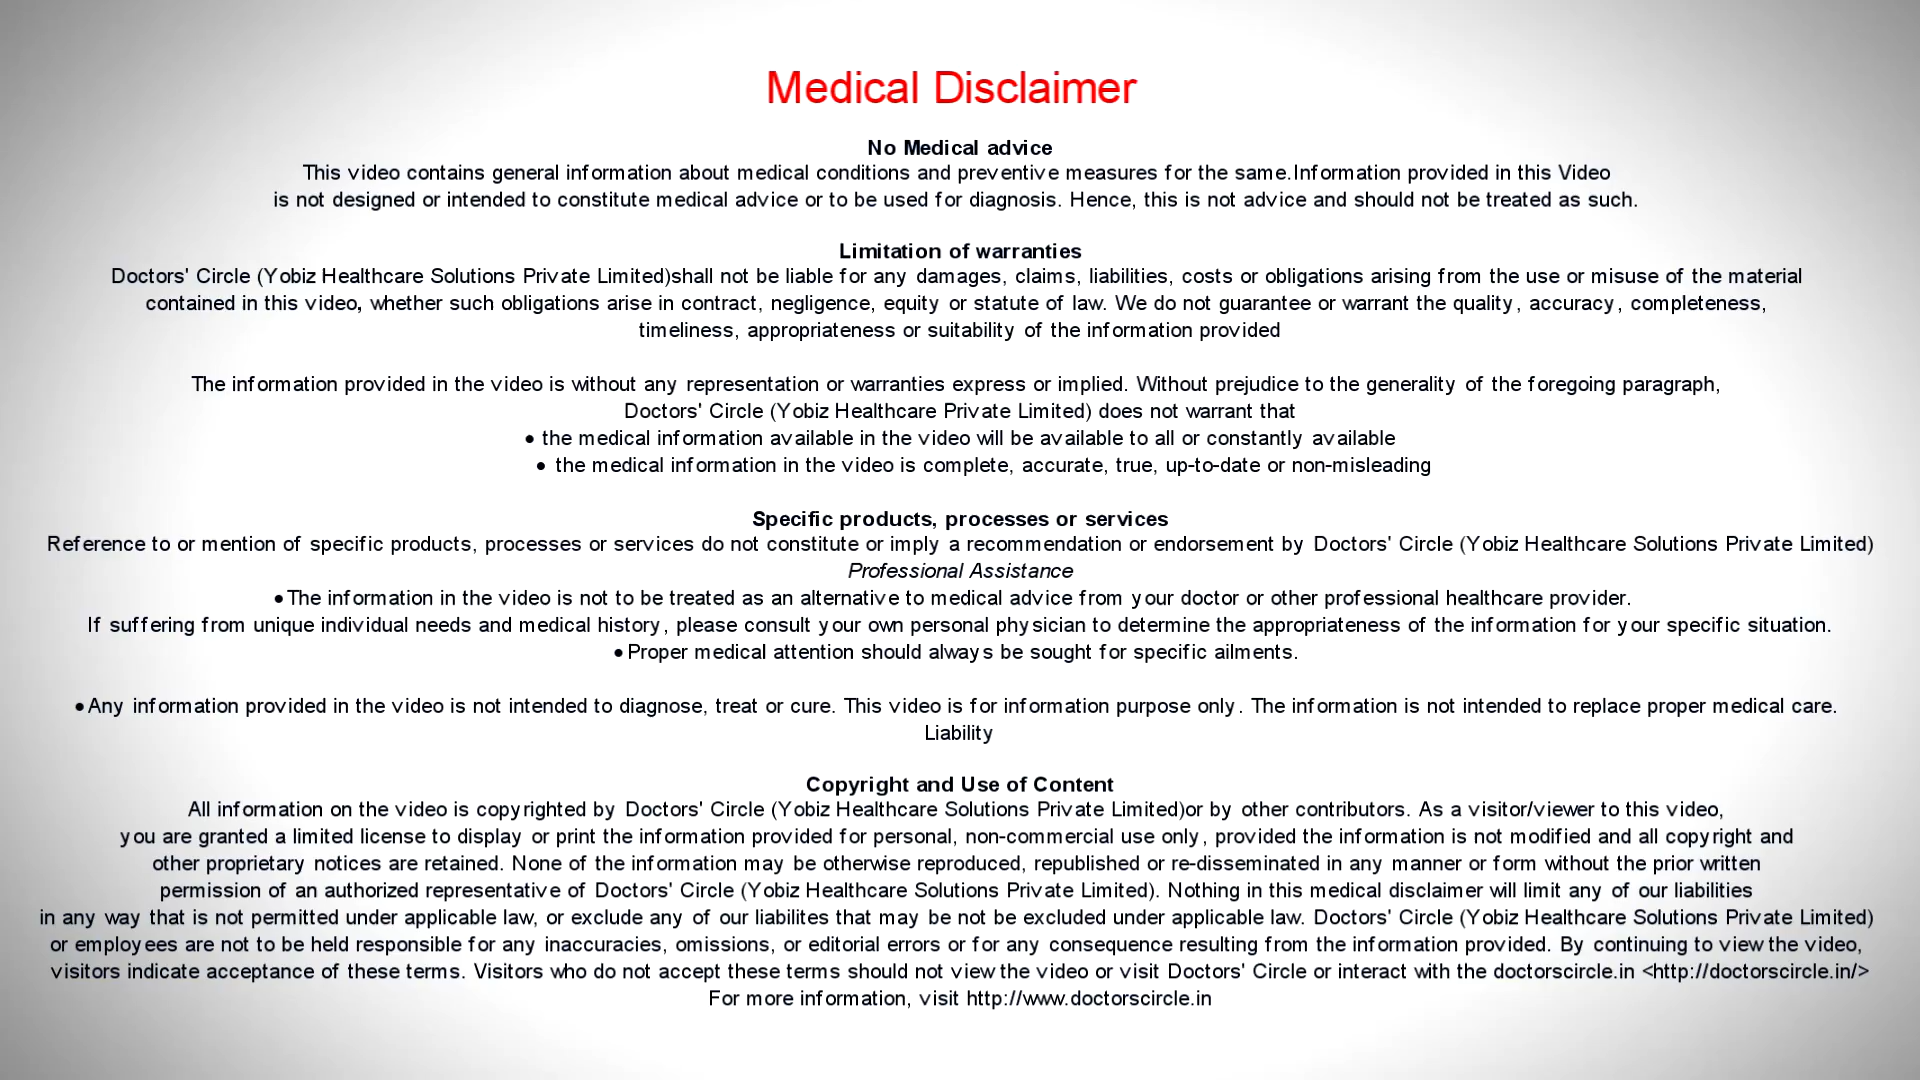 Medical Disclaimer
No Medical advice
This video contains general information about medical conditions and preventive measures for the same.Information provided in this Video
is not designed or intended to constitute medical advice or to be used for diagnosis. Hence, this is not advice and should not be treated as such.
Limitation of warranties
Doctors' Circle (Yobiz Healthcare Solutions Private Limited)shall not be liable for any damages, claims, liabilities, costs or obligations arising from the use or misuse of the material
contained in this video, whether such obligations arise in contract, negligence, equity or statute of law. We do not guarantee or warrant the quality, accuracy, completeness,
timeliness, appropriateness or suitability of the information provided
The information provided in the video is without any representation or warranties express or implied. Without prejudice to the generality of the foregoing paragraph,
Doctors' Circle (Yobiz Healthcare Private Limited) does not warrant that
• the medical information available in the video will be available to all or constantly available
• the medical information in the video is complete, accurate, true, up-to-date or non-misleading
Specific products, processes or services
Reference to or mention of specific products, processes or services do not constitute or imply a recommendation or endorsement by Doctors' Circle (Yobiz Healthcare Solutions Private Limited)
Professional Assistance
•The information in the video is not to be treated as an alternative to medical advice from your doctor or other professional healthcare provider.
If suffering from unique individual needs and medical history, please consult your own personal physician to determine the appropriateness of the information for your specific situation.
•Proper medical attention should always be sought for specific ailments.
•Any information provided in the video is not intended to diagnose, treat or cure. This video is for information purpose only. The information is not intended to replace proper medical care.
Liability
Copyright and Use of Content
All information on the video is copyrighted by Doctors' Circle (Yobiz Healthcare Solutions Private Limited)or by other contributors. As a visitor/viewer to this video,
you are granted a limited license to display or print the information provided for personal, non-commercial use only, provided the information is not modified and all copyright and
other proprietary notices are retained. None of the information may be otherwise reproduced, republished or re-disseminated in any manner or form without the prior written
permission of an authorized representative of Doctors' Circle (Yobiz Healthcare Solutions Private Limited). Nothing in this medical disclaimer will limit any of our liabilities
in any way that is not permitted under applicable law, or exclude any of our liabilites that may be not be excluded under applicable law. Doctors' Circle (Yobiz Healthcare Solutions Private Limited)
or employees are not to be held responsible for any inaccuracies, omissions, or editorial errors or for any consequence resulting from the information provided. By continuing to view the video,
visitors indicate acceptance of these terms. Visitors who do not accept these terms should not view the video or visit Doctors' Circle or interact with the doctorscircle.in <http://doctorscircle.in/>
For more information, visit http://www.doctorscircle.in